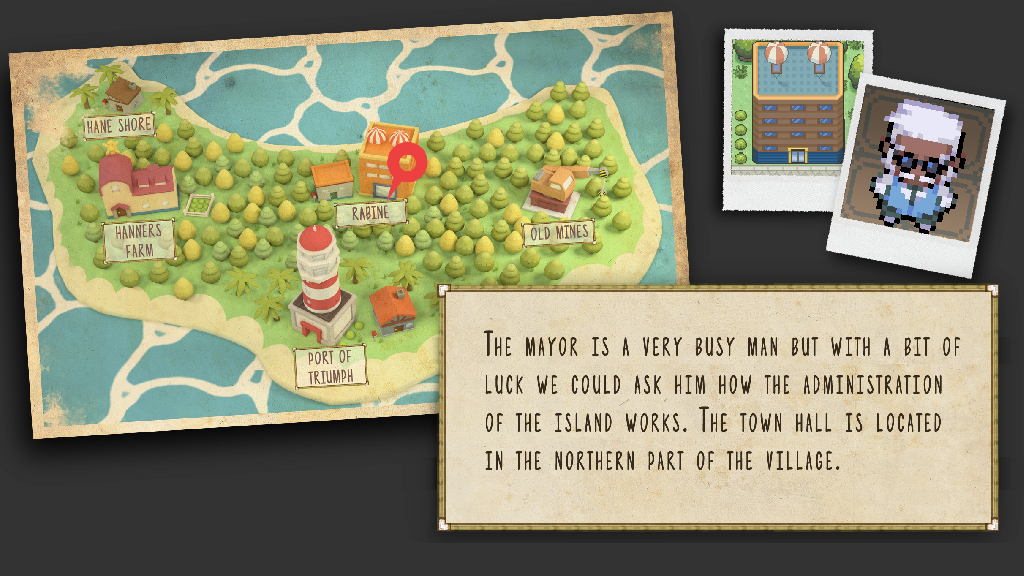 HANE SHORE
HANNERS
FARM
RABINE
OLD MINES
PORT OF
TRIUMPH
The mayor is a very busy man but with a bit of
luck we could ask him how the administration
of the island works. The town hall is located
in the northern part of the village.